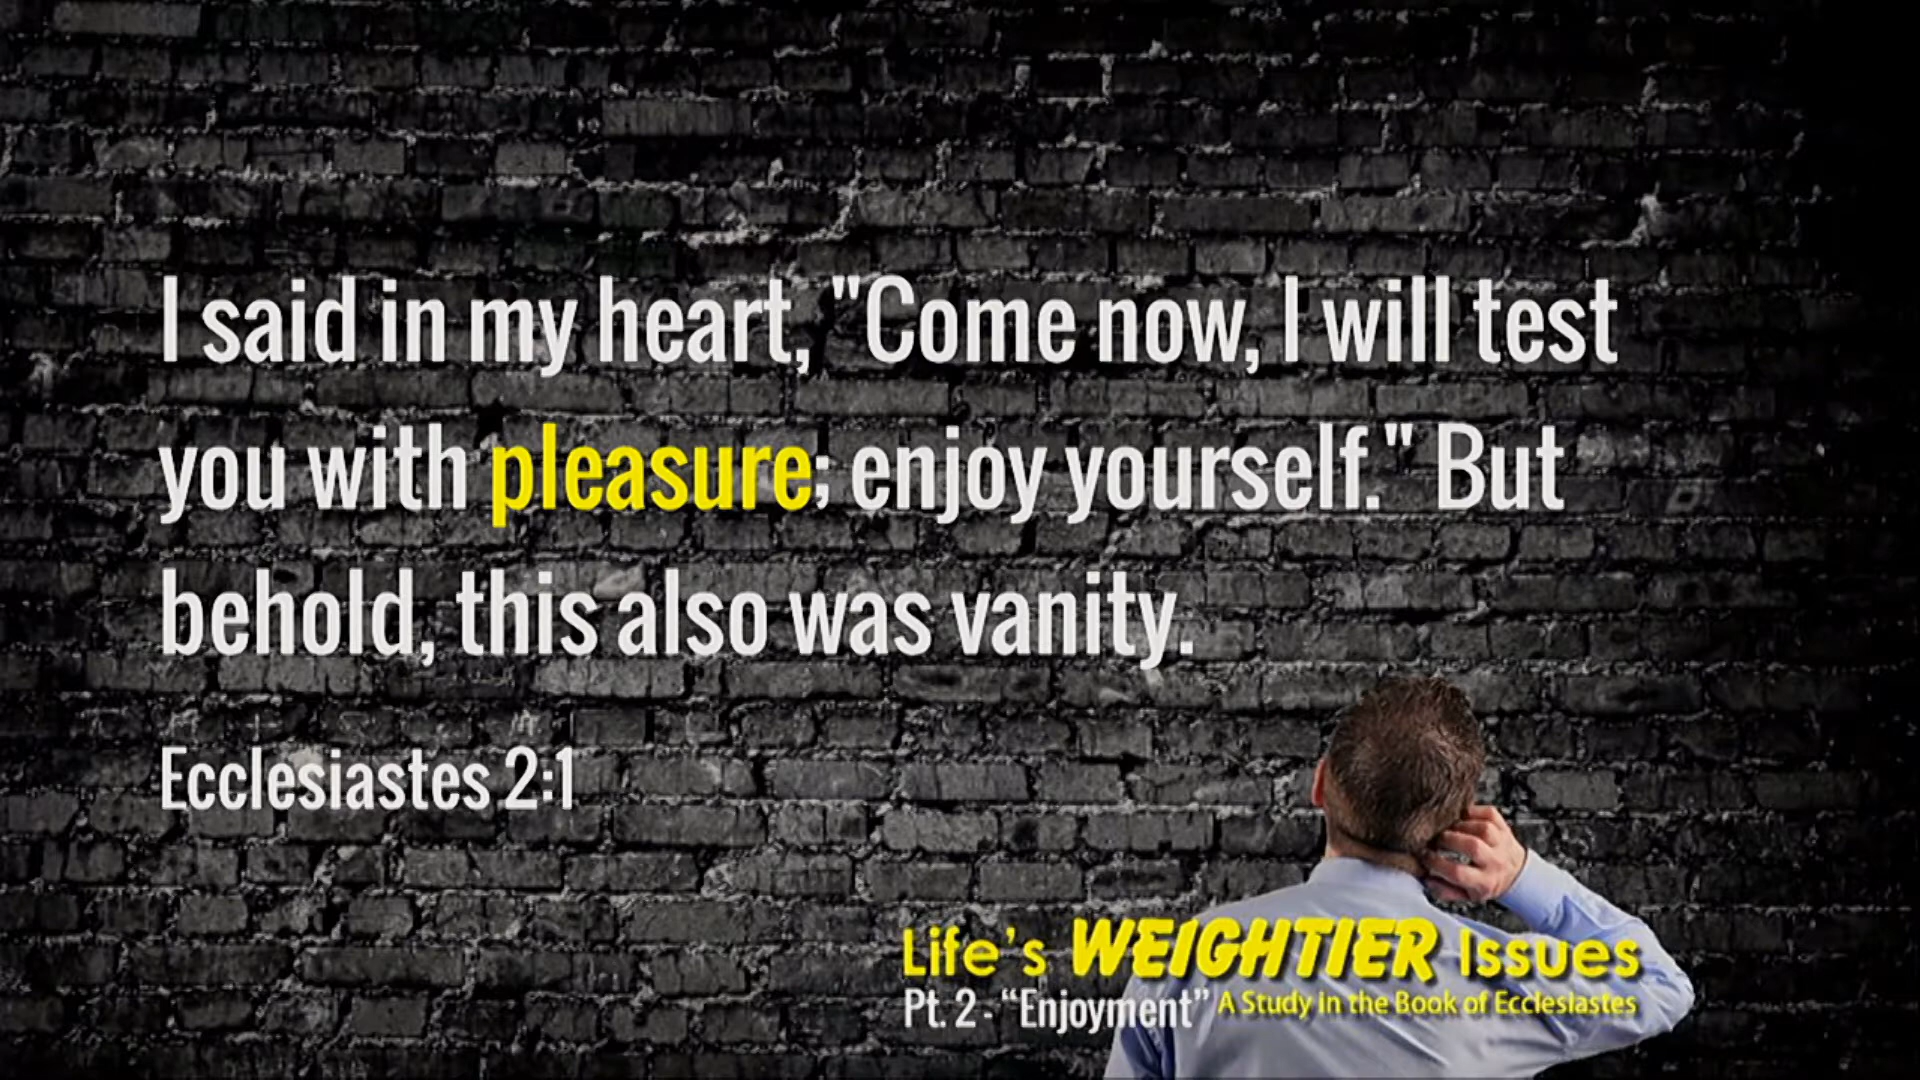 I said in my heart, "Come now, I will test
you with pleasure; enjoy yourself." But
behold, this also was vanity.
Ecclesiastes 2:1
Life's WEIGHTIER Issues
Pt. 2 - “Enjoyment” A Study in the Book of Ecclesiastes